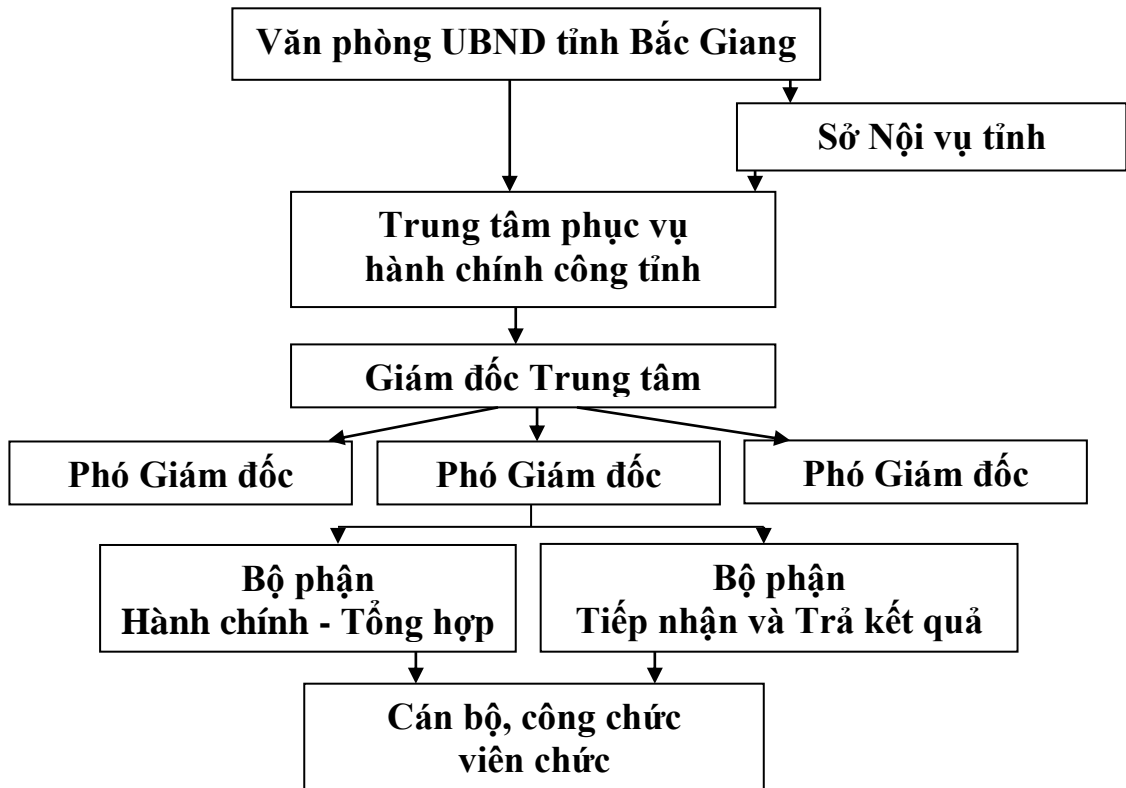 Văn phòng UBND tỉnh Bắc Giang
Sở Nội vụ tỉnh
Trung tâm phục vụ
hành chính công tỉnh
Giám đốc Trung tâm
Phó Giám đốc
Phó Giám đốc
Phó Giám đốc
Bộ phận
Hành chính - Tổng hợp
Bộ phận
Tiếp nhận và Trả kết quả
Cán bộ, công chức
viên chức